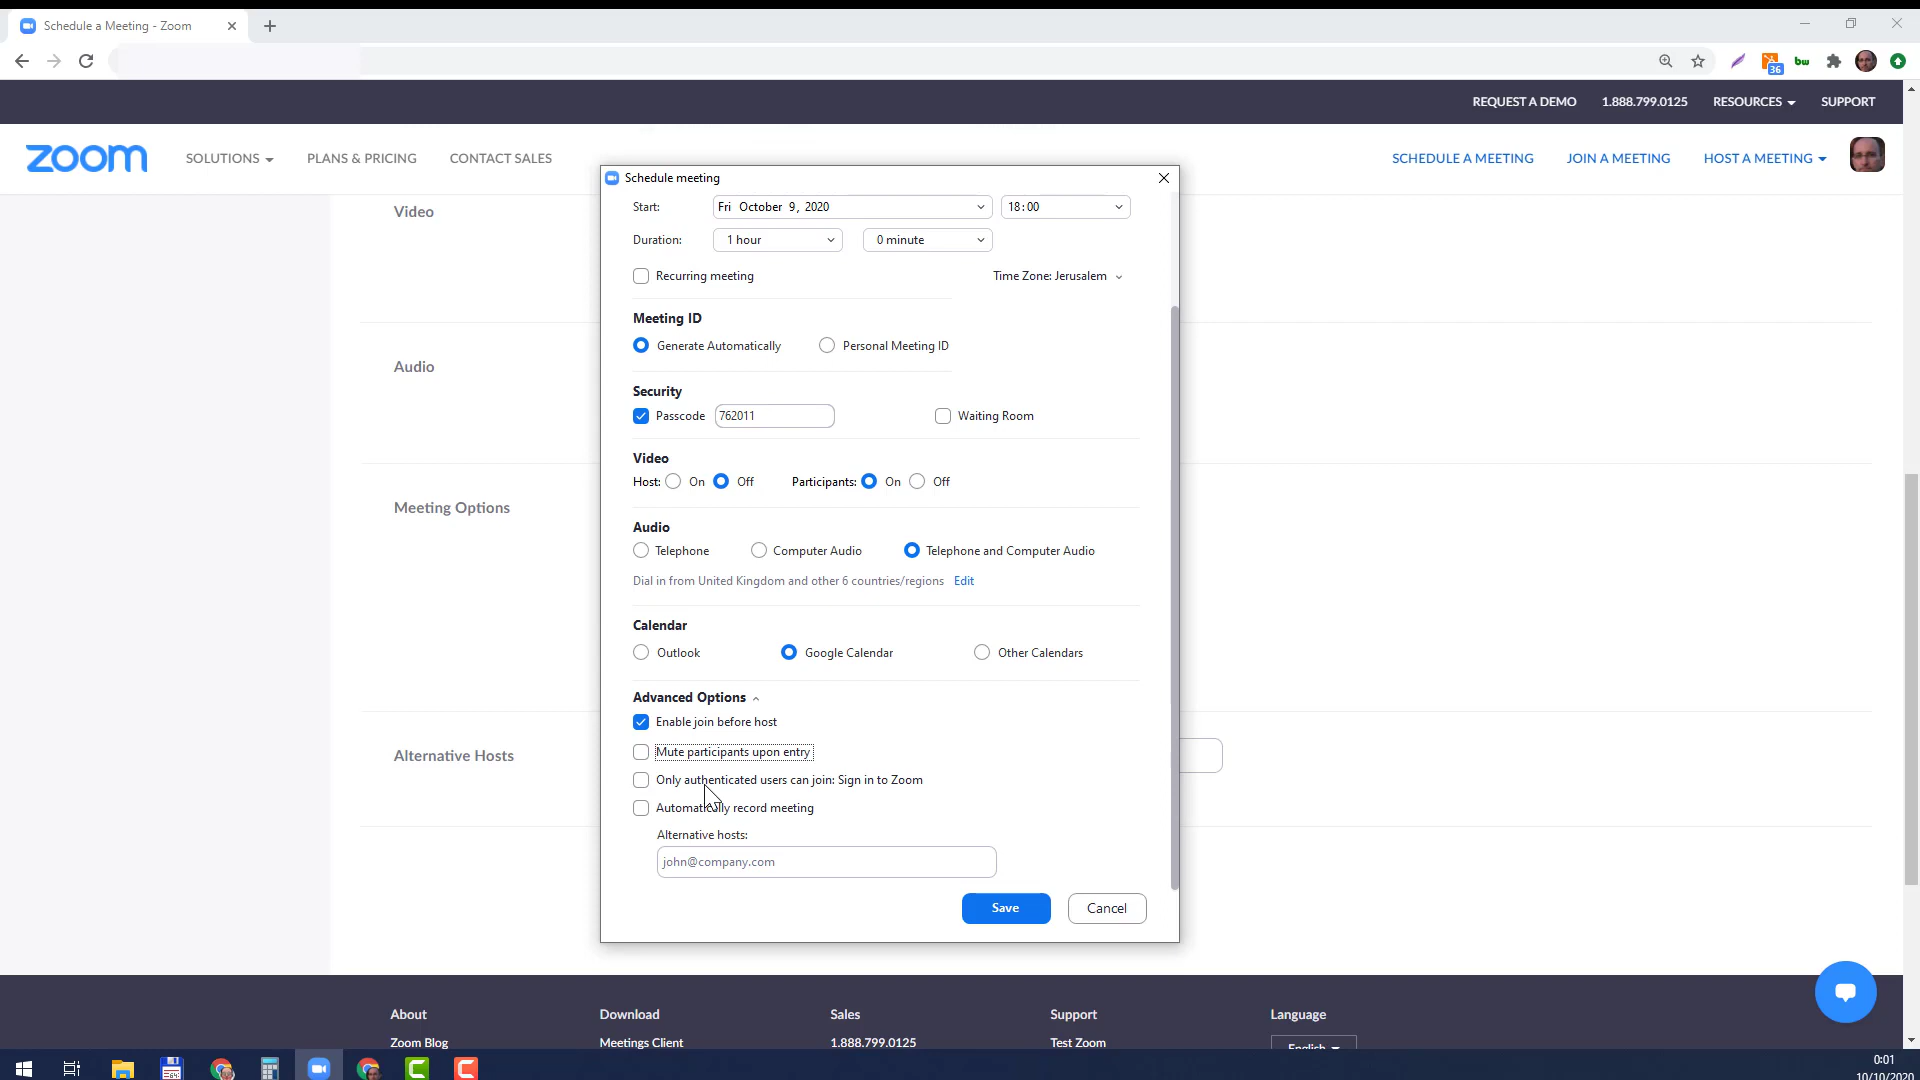 Schedule a Meeting - Zoom
36
bw
REQUEST A DEMO 1.888.799.0125 RESOURCES SUPPORT
zoom SOLUTIONS PLANS & PRICING CONTACT SALES SCHEDULE A MEETING JOIN A MEETING HOST A MEETING
Video
Audio
Meeting Options
Alternative Hosts
Schedule meeting
Start: Fri October 9, 2020 18:00
Duration: 1 hour 0 minute
Recurring meeting Time Zone: Jerusalem
Meeting ID
Generate Automatically Personal Meeting ID
Security
Passcode 762011 Waiting Room
Video
Host: On Off Participants: On Off
Audio
Telephone Computer Audio Telephone and Computer Audio
Dial in from United Kingdom and other 6 countries/regions Edit
Calendar
Outlook Google Calendar Other Calendars
Advanced Options
Enable join before host
Mute participants upon entry
Only authenticated users can join: Sign in to Zoom
Automatically record meeting
Alternative hosts:
john@company.com
Save Cancel
About Download Sales Support Language
Zoom Blog Meetings Client 1.888.799.0125 Test Zoom English
0:01
10/10/2020